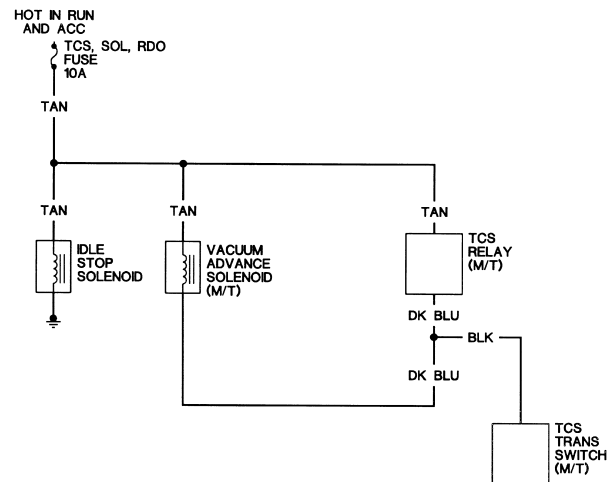 HOT IN RUN
AND ACC
TCS, SOL, RDO
FUSE
10A
TAN
TAN
TAN
TAN
IDLE
STOP
SOLENOID
VACUUM
ADVANCE
SOLENOID
(M/T)
TCS
RELAY
(M/T)
DK BLU
BLK
DK BLU
TCS
TRANS
SWITCH
(M/T)